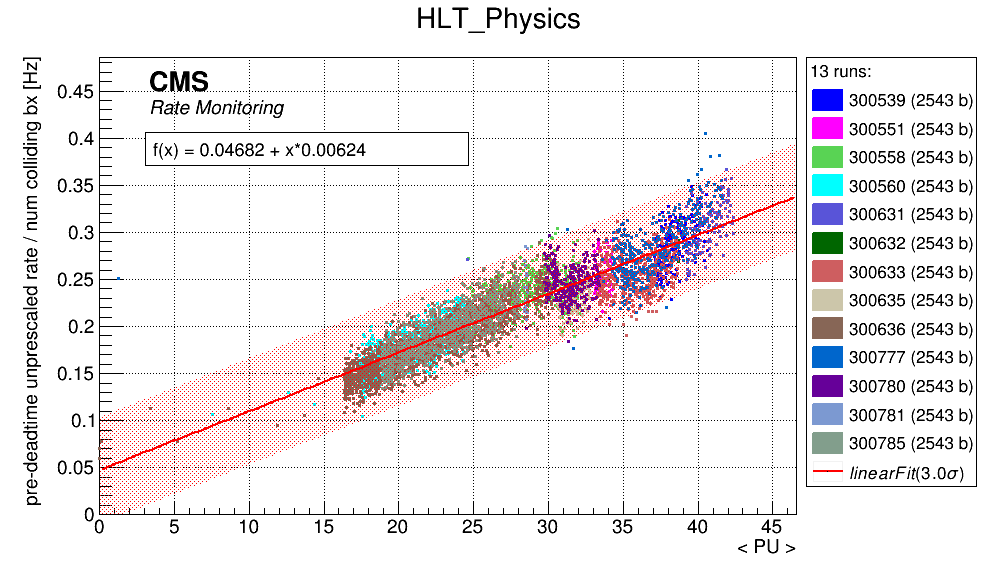 HLT_Physics
pre-deadtime unprescaled rate / num colliding bx [Hz]
CMS
Rate Monitoring
f(x) = 0.04682 + x*0.00624
0.45
0.4
0.35
0.3
0.25
0.2
0.15
0.1
0.05
0
0 5 10 15 20 25 30 35 40 45
< PU >
13 runs:
300539 (2543 b)
300551 (2543 b)
300558 (2543 b)
300560 (2543 b)
300631 (2543 b)
300632 (2543 b)
300633 (2543 b)
300635 (2543 b)
300636 (2543 b)
300777 (2543 b)
300780 (2543 b)
300781 (2543 b)
300785 (2543 b)
linearFit(3.0σ)